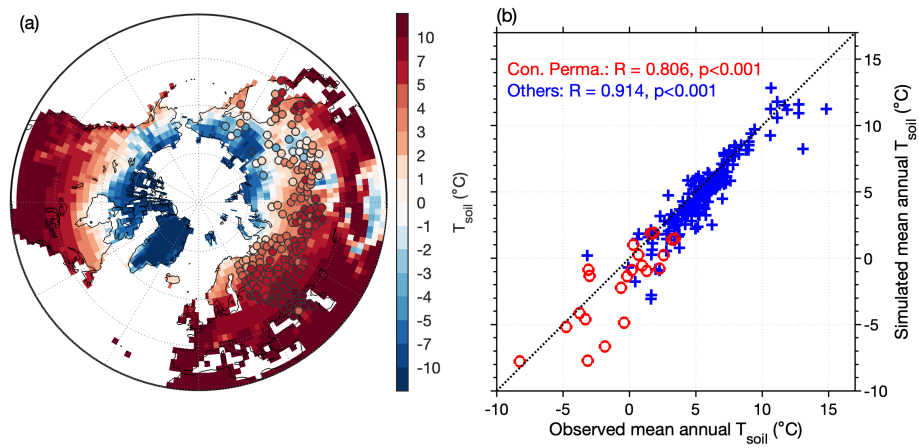 (a)
10
7
5
3
2
1
0
-1
-2
-3
-5
-7
-10
T_soil (°C)
(b)
Con. Perma.: R = 0.806, p<0.001
Others: R = 0.914, p<0.001
15
10
5
0
-5
-10
Simulated mean annual T_soil (°C)
-10 -5 0 5 10 15
Observed mean annual T_soil (°C)